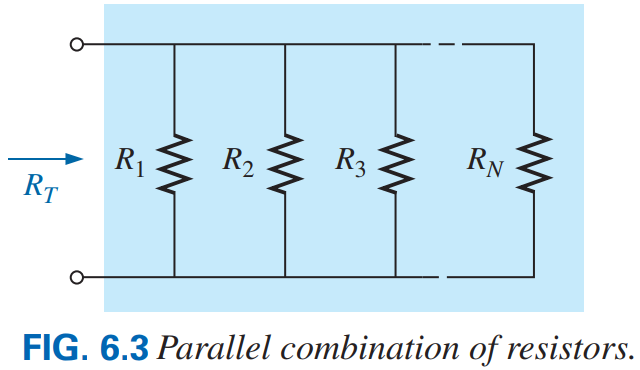 R1 R2 R3 RN
RT
FIG. 6.3 Parallel combination of resistors.